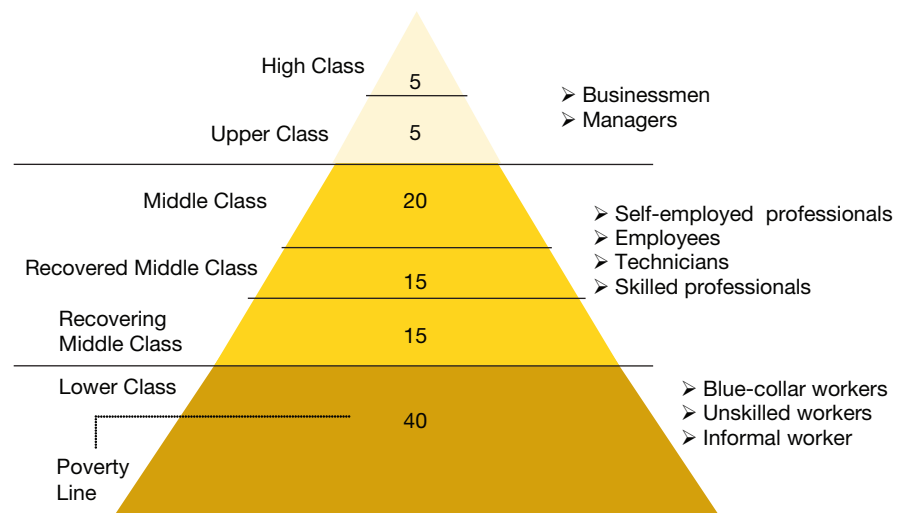 High Class
5
➢ Businessmen
➢ Managers
Upper Class
5
Middle Class
20
➢ Self-employed professionals
➢ Employees
➢ Technicians
➢ Skilled professionals
Recovered Middle Class
15
Recovering
Middle Class
15
Lower Class
40
➢ Blue-collar workers
➢ Unskilled workers
➢ Informal worker
Poverty
Line